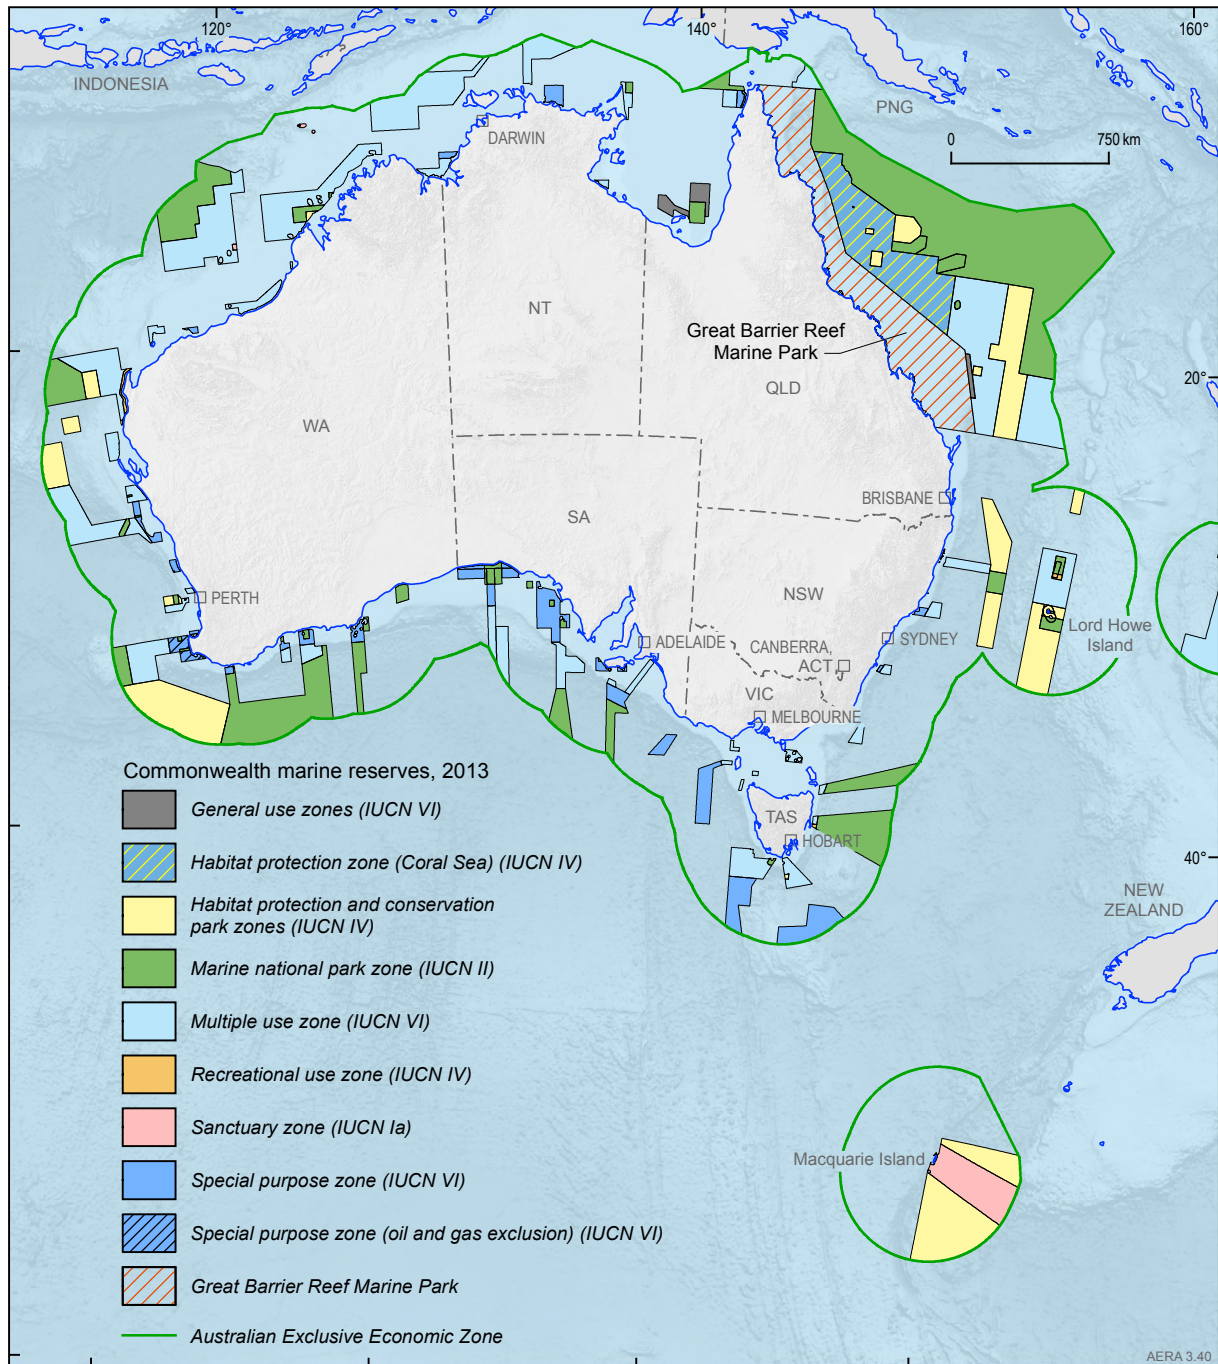 120°
140°
160°
INDONESIA
PNG
DARWIN
0
750 km
NT
Great Barrier Reef
Marine Park
20°
QLD
WA
BRISBANE
SA
NSW
PERTH
ADELAIDE
CANBERRA,
ACT
SYDNEY
Lord Howe
Island
VIC
MELBOURNE
TAS
HOBART
40°
NEW
ZEALAND
Macquarie Island
Commonwealth marine reserves, 2013
General use zones (IUCN VI)
Habitat protection zone (Coral Sea) (IUCN IV)
Habitat protection and conservation
park zones (IUCN IV)
Marine national park zone (IUCN II)
Multiple use zone (IUCN VI)
Recreational use zone (IUCN IV)
Sanctuary zone (IUCN Ia)
Special purpose zone (IUCN VI)
Special purpose zone (oil and gas exclusion) (IUCN VI)
Great Barrier Reef Marine Park
Australian Exclusive Economic Zone
AERA 3.40